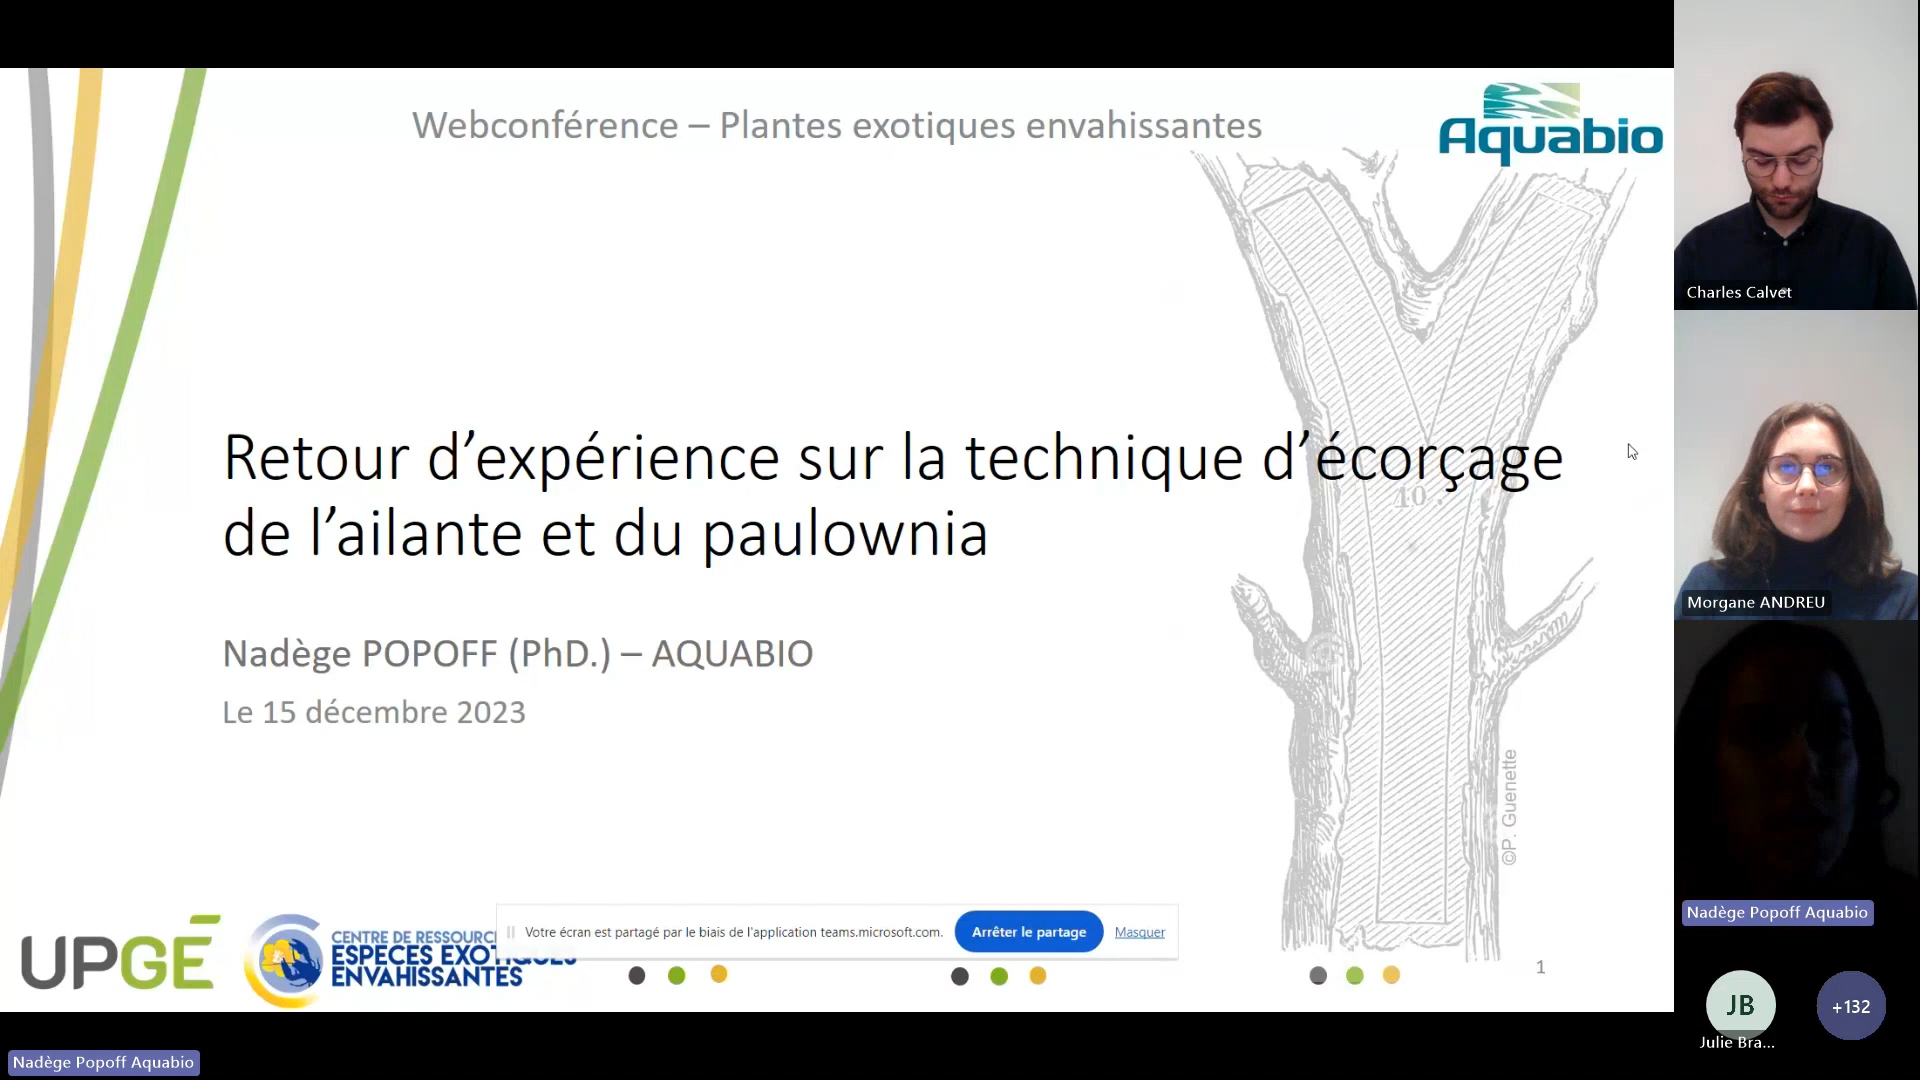 Webconférence – Plantes exotiques envahissantes
Aquabio
Retour d’expérience sur la technique d’écorçage
de l’ailante et du paulownia
10.
Nadège POPOFF (PhD.) – AQUABIO
Le 15 décembre 2023
©P. Guenette
UPGÉ
CENTRE DE RESSOURC
ESPECES EXOTIQUES
ENVAHISSANTES
Votre écran est partagé par le biais de l'application teams.microsoft.com.
Arrêter le partage
Masquer
1
Charles Calvet
Morgane ANDREU
Nadège Popoff Aquabio
JB
Julie Bra...
+132
Nadège Popoff Aquabio